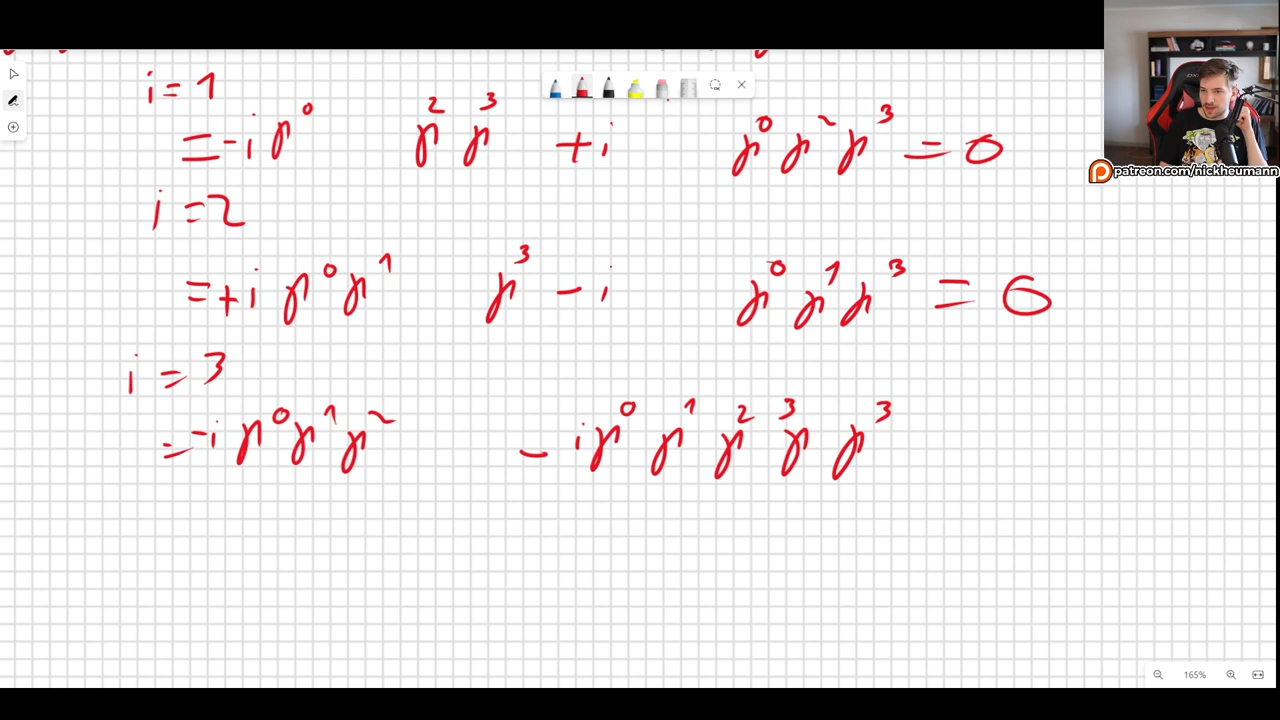 i = 1
= -i γ⁰ γ² γ³ + i γ⁰ γ² γ³ = 0
patreon.com/nickheumann
i = 2
= +i γ⁰ γ¹ γ³ - i γ⁰ γ¹ γ³ = 0
i = 3
= -i γ⁰ γ¹ γ² - i γ⁰ γ¹ γ² γ³ γ³
165%